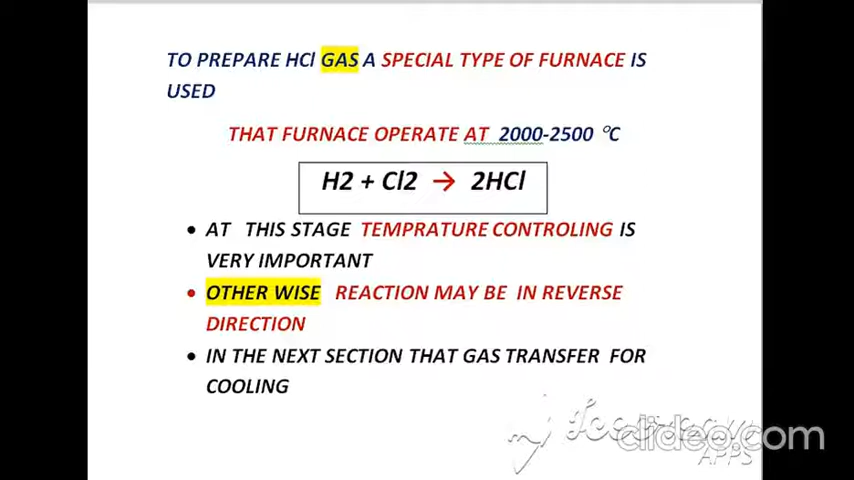 TO PREPARE HCl GAS A SPECIAL TYPE OF FURNACE IS
USED
THAT FURNACE OPERATE AT 2000-2500 °C
H2 + Cl2 → 2HCl
• AT THIS STAGE TEMPRATURE CONTROLING IS
VERY IMPORTANT
• OTHER WISE REACTION MAY BE IN REVERSE
DIRECTION
• IN THE NEXT SECTION THAT GAS TRANSFER FOR
COOLING
clideo.com
APPS